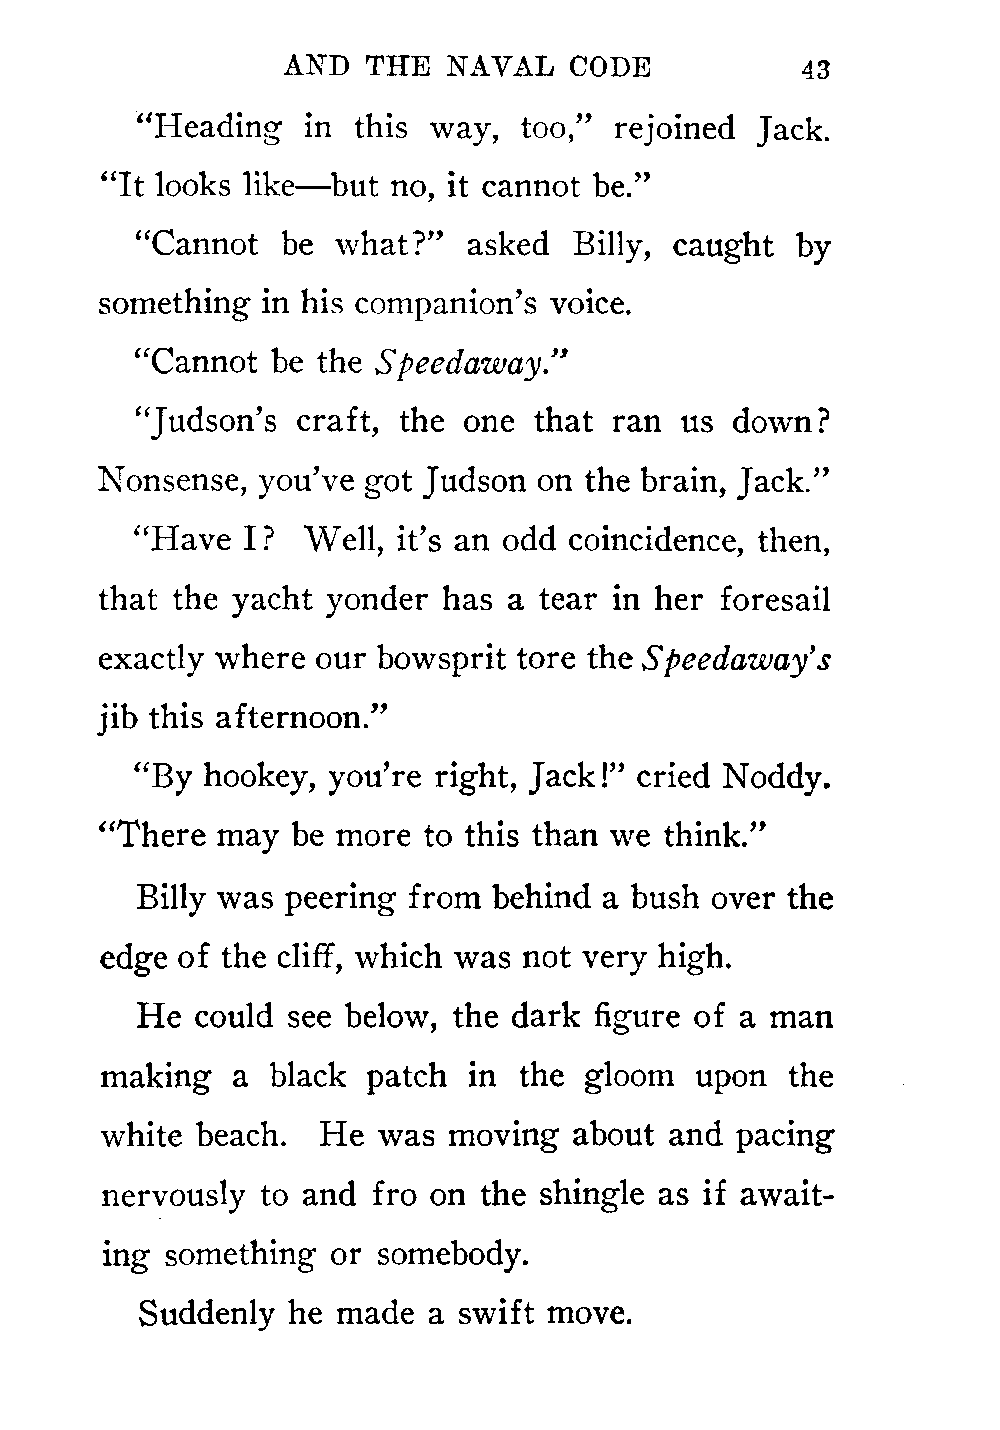 AND THE NAVAL CODE 43
“Heading in this way, too,” rejoined Jack.
“It looks like—but no, it cannot be.”
“Cannot be what?” asked Billy, caught by
something in his companion’s voice.
“Cannot be the Speedaway.”
“Judson’s craft, the one that ran us down?
Nonsense, you’ve got Judson on the brain, Jack.”
“Have I? Well, it’s an odd coincidence, then,
that the yacht yonder has a tear in her foresail
exactly where our bowsprit tore the Speedaway’s
jib this afternoon.”
“By hookey, you’re right, Jack!” cried Noddy.
“There may be more to this than we think.”
Billy was peering from behind a bush over the
edge of the cliff, which was not very high.
He could see below, the dark figure of a man
making a black patch in the gloom upon the
white beach. He was moving about and pacing
nervously to and fro on the shingle as if await-
ing something or somebody.
Suddenly he made a swift move.